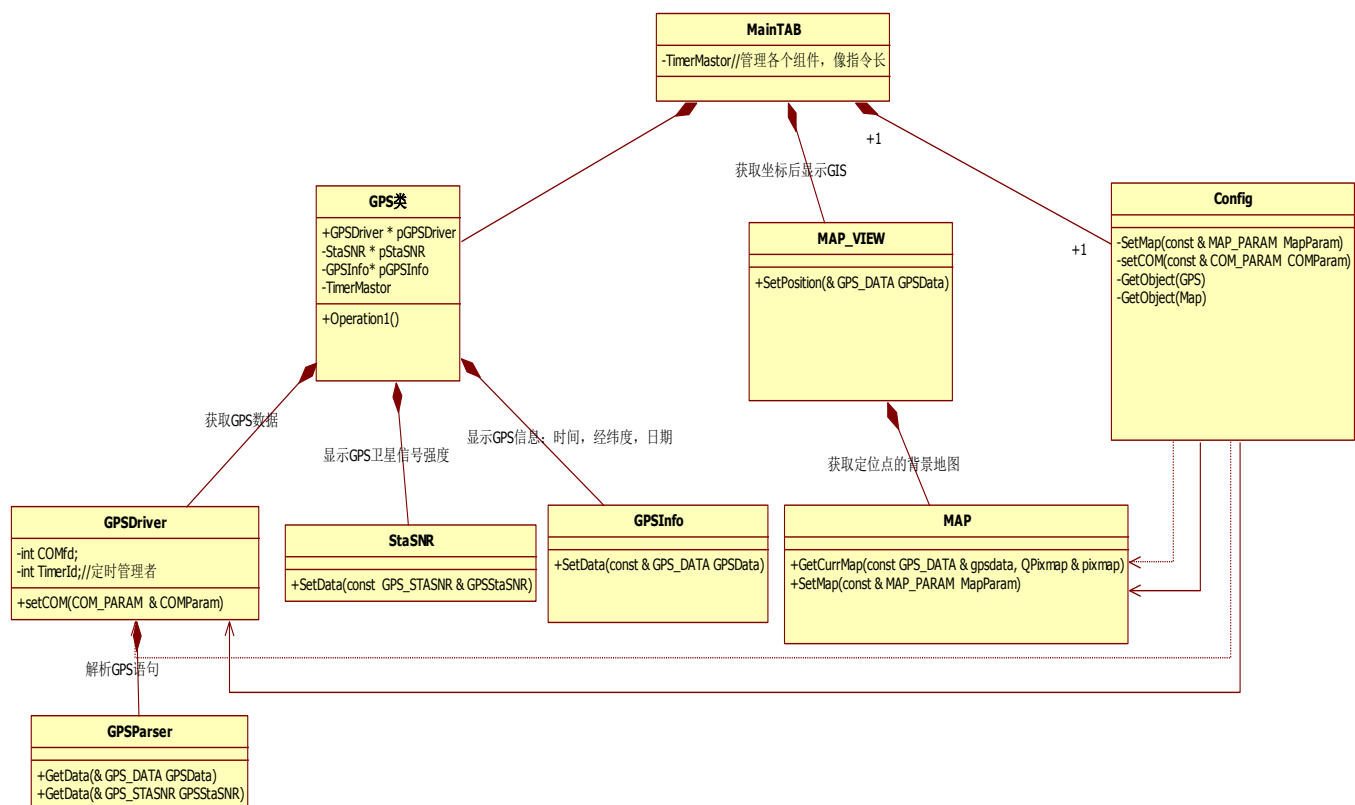 MainTAB
-TimerMastor//管理各个组件，像指令长
+1
获取坐标后显示GIS
GPS类
+GPSDriver * pGPSDriver
-StaSNR * pStaSNR
-GPSInfo* pGPSInfo
-TimerMastor
+Operation1()
MAP_VIEW
+SetPosition(& GPS_DATA GPSData)
+1
Config
-SetMap(const & MAP_PARAM MapParam)
-setCOM(const & COM_PARAM COMParam)
-GetObject(GPS)
-GetObject(Map)
获取GPS数据
显示GPS卫星信号强度
显示GPS信息：时间，经纬度，日期
获取定位点的背景地图
GPSDriver
-int COMfd;
-int TimerId;//定时管理者
+setCOM(COM_PARAM & COMParam)
StaSNR
+SetData(const GPS_STASNR & GPSStaSNR)
GPSInfo
+SetData(const & GPS_DATA GPSData)
MAP
+GetCurrMap(const GPS_DATA & gpsdata, QPixmap & pixmap)
+SetMap(const & MAP_PARAM MapParam)
解析GPS语句
GPSParser
+GetData(& GPS_DATA GPSData)
+GetData(& GPS_STASNR GPSStaSNR)